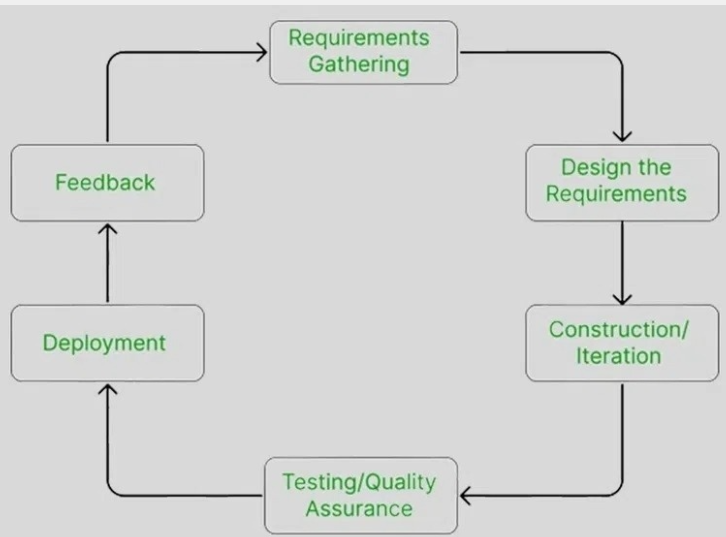 Requirements
Gathering
Design the
Requirements
Construction/
Iteration
Testing/Quality
Assurance
Deployment
Feedback